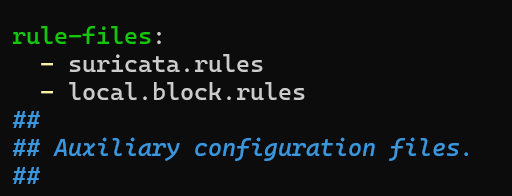 rule-files:
  - suricata.rules
  - local.block.rules
##
## Auxiliary configuration files.
##